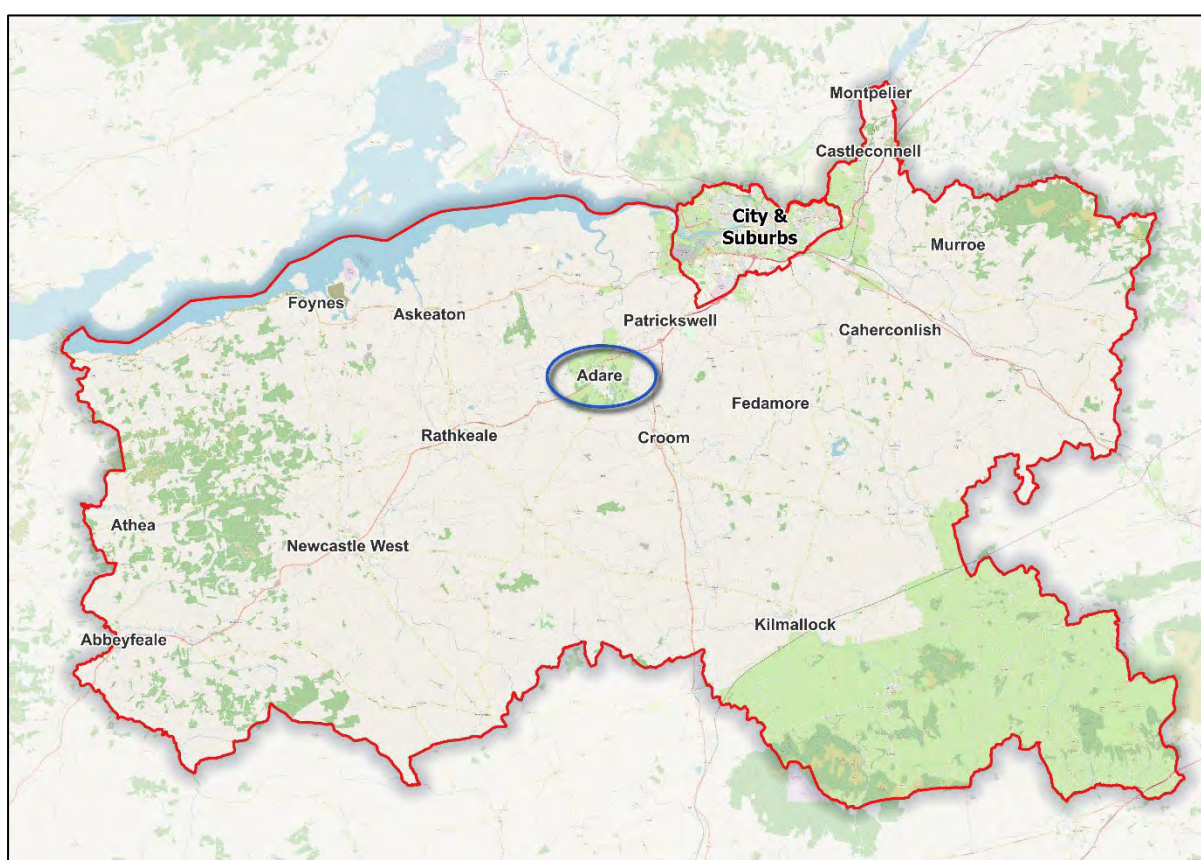 Montpelier
Castleconnell
City &
Suburbs
Murroe
Foynes
Askeaton
Patrickswell
Caherconlish
Adare
Fedamore
Rathkeale
Croom
Athea
Newcastle West
Kilmallock
Abbeyfeale